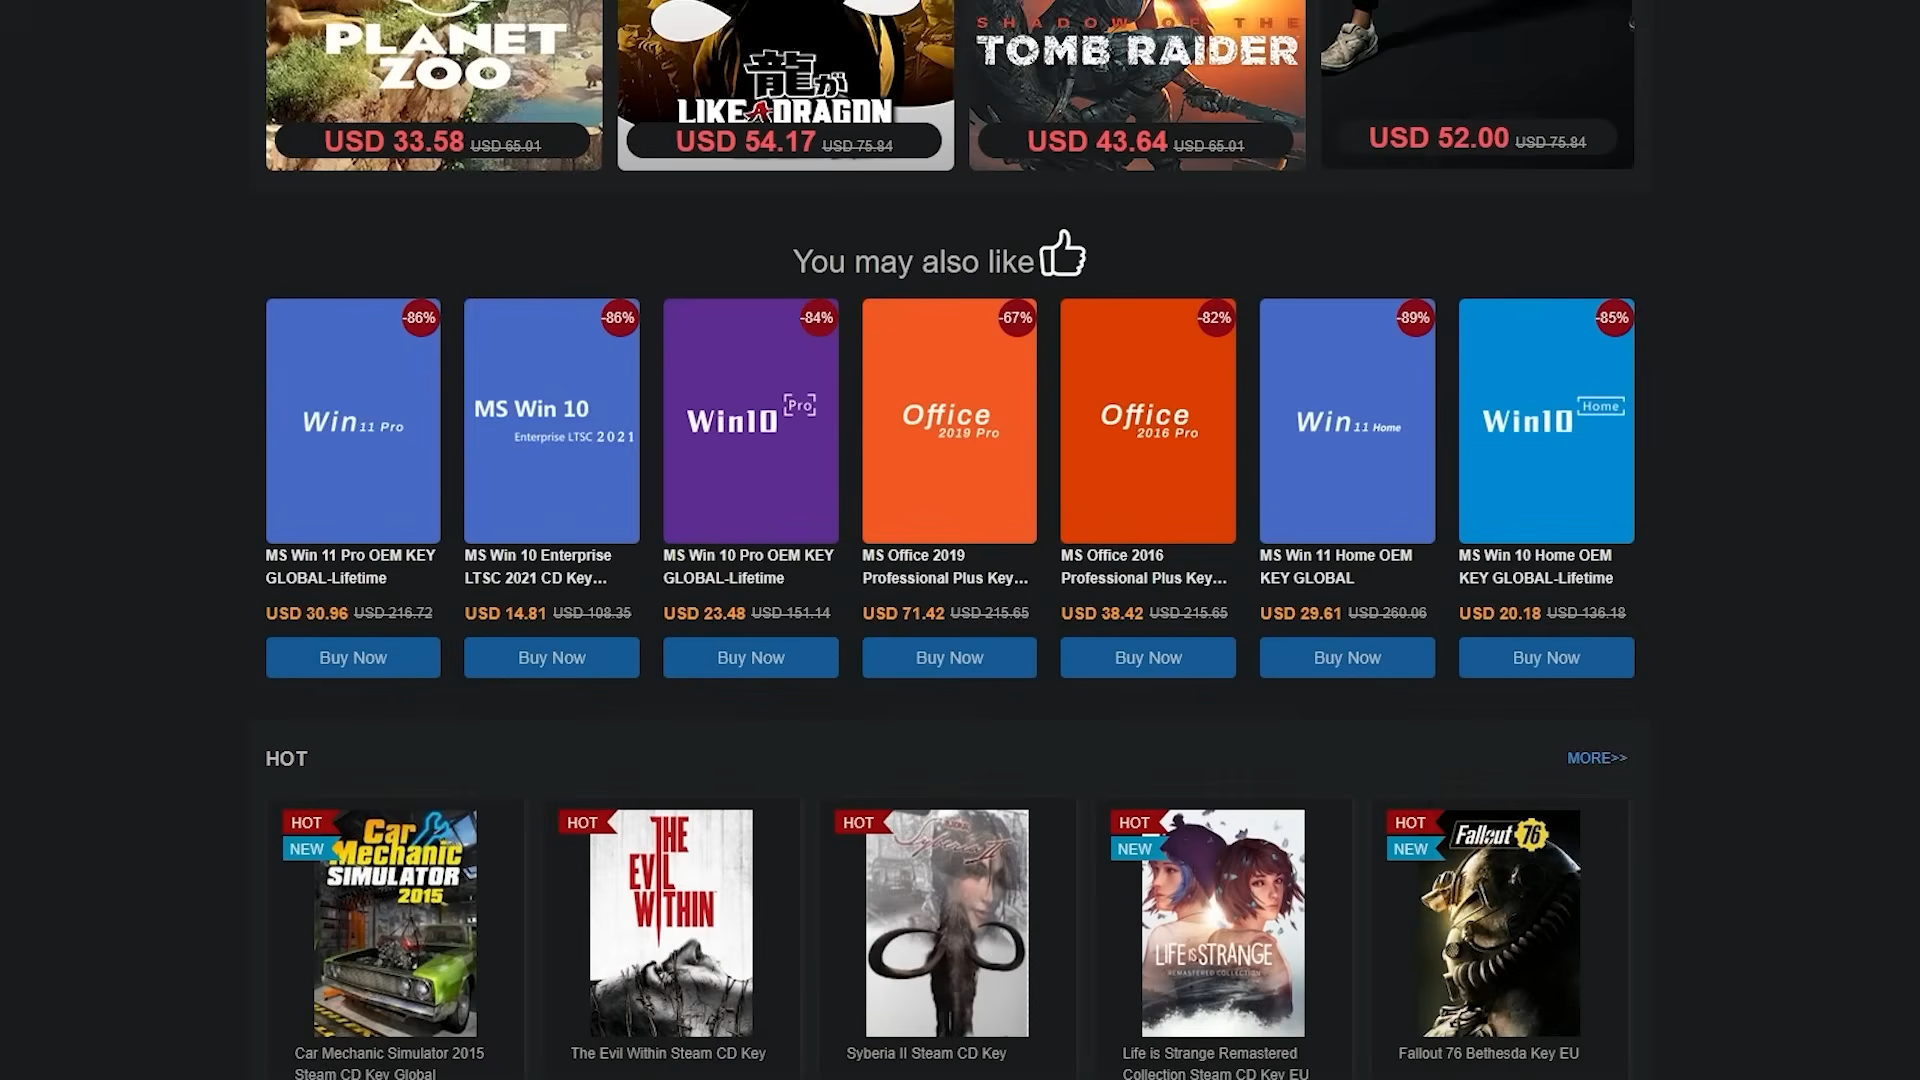 PLANET
ZOO
USD 33.58 USD 65.01
龍が
LIKE A DRAGON
USD 54.17 USD 75.84
SHADOW OF THE
TOMB RAIDER
USD 43.64 USD 65.01
USD 52.00 USD 75.84
You may also like
-86%
Win 11 Pro
MS Win 11 Pro OEM KEY
GLOBAL-Lifetime
USD 30.96 USD 216.72
Buy Now
-86%
MS Win 10
Enterprise LTSC 2021
MS Win 10 Enterprise
LTSC 2021 CD Key...
USD 14.81 USD 108.35
Buy Now
-84%
Win10 Pro
MS Win 10 Pro OEM KEY
GLOBAL-Lifetime
USD 23.48 USD 151.14
Buy Now
-67%
Office
2019 Pro
MS Office 2019
Professional Plus Key...
USD 71.42 USD 215.65
Buy Now
-82%
Office
2016 Pro
MS Office 2016
Professional Plus Key...
USD 38.42 USD 215.65
Buy Now
-89%
Win 11 Home
MS Win 11 Home OEM
KEY GLOBAL
USD 29.61 USD 260.06
Buy Now
-85%
Win10 Home
MS Win 10 Home OEM
KEY GLOBAL-Lifetime
USD 20.18 USD 136.18
Buy Now
HOT
MORE>>
HOT
NEW
Car
Mechanic
SIMULATOR
2015
Car Mechanic Simulator 2015
Steam CD Key Global
HOT
THE
EVIL
WITHIN
The Evil Within Steam CD Key
HOT
Syberia II
Syberia II Steam CD Key
HOT
NEW
LIFE IS STRANGE
REMASTERED COLLECTION
Life is Strange Remastered
Collection Steam CD Key EU
HOT
NEW
Fallout 76
Fallout 76 Bethesda Key EU